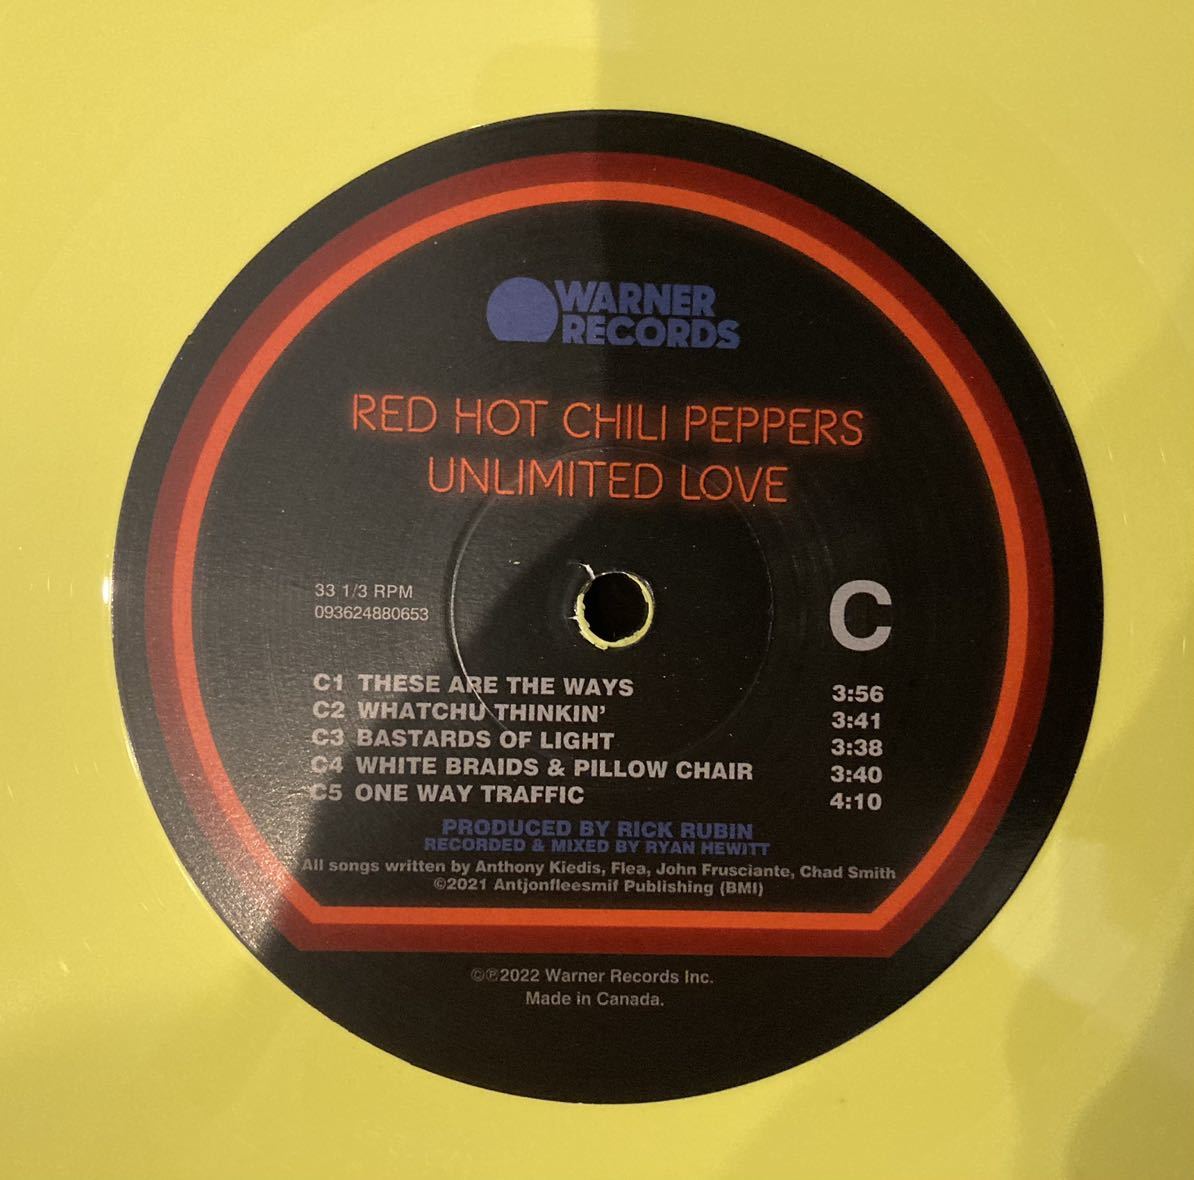 WARNER
RECORDS
RED HOT CHILI PEPPERS
UNLIMITED LOVE
33 1/3 RPM
093624880653
C
C1 THESE ARE THE WAYS 3:56
C2 WHATCHU THINKIN' 3:41
C3 BASTARDS OF LIGHT 3:38
C4 WHITE BRAIDS & PILLOW CHAIR 3:40
C5 ONE WAY TRAFFIC 4:10
PRODUCED BY RICK RUBIN
RECORDED & MIXED BY RYAN HEWITT
All songs written by Anthony Kiedis, Flea, John Frusciante, Chad Smith
©2021 Antjonfleesmif Publishing (BMI)
©℗2022 Warner Records Inc.
Made in Canada.